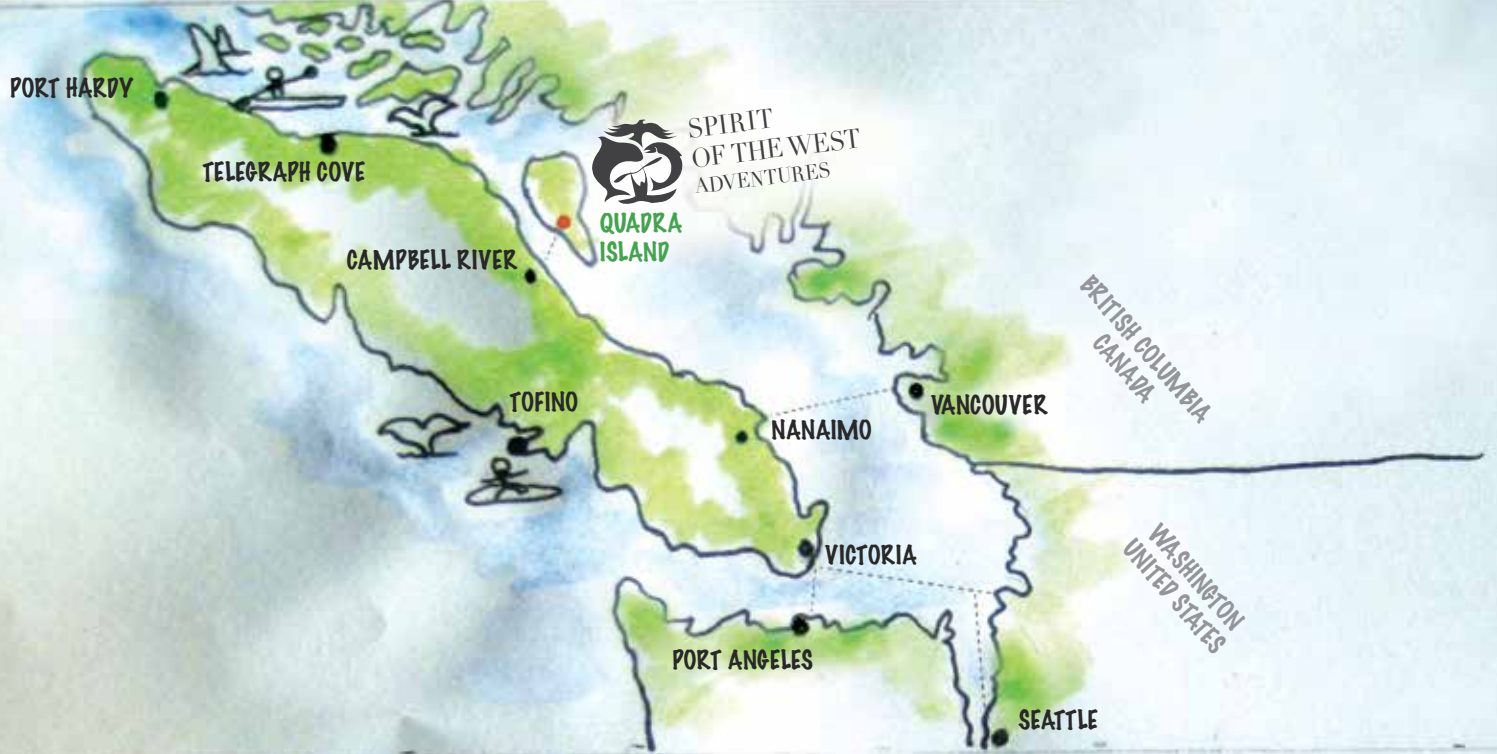 PORT HARDY
TELEGRAPH COVE
SPIRIT
OF THE WEST
ADVENTURES
QUADRA
ISLAND
CAMPBELL RIVER
BRITISH COLUMBIA
CANADA
TOFINO
VANCOUVER
NANAIMO
VICTORIA
WASHINGTON
UNITED STATES
PORT ANGELES
SEATTLE